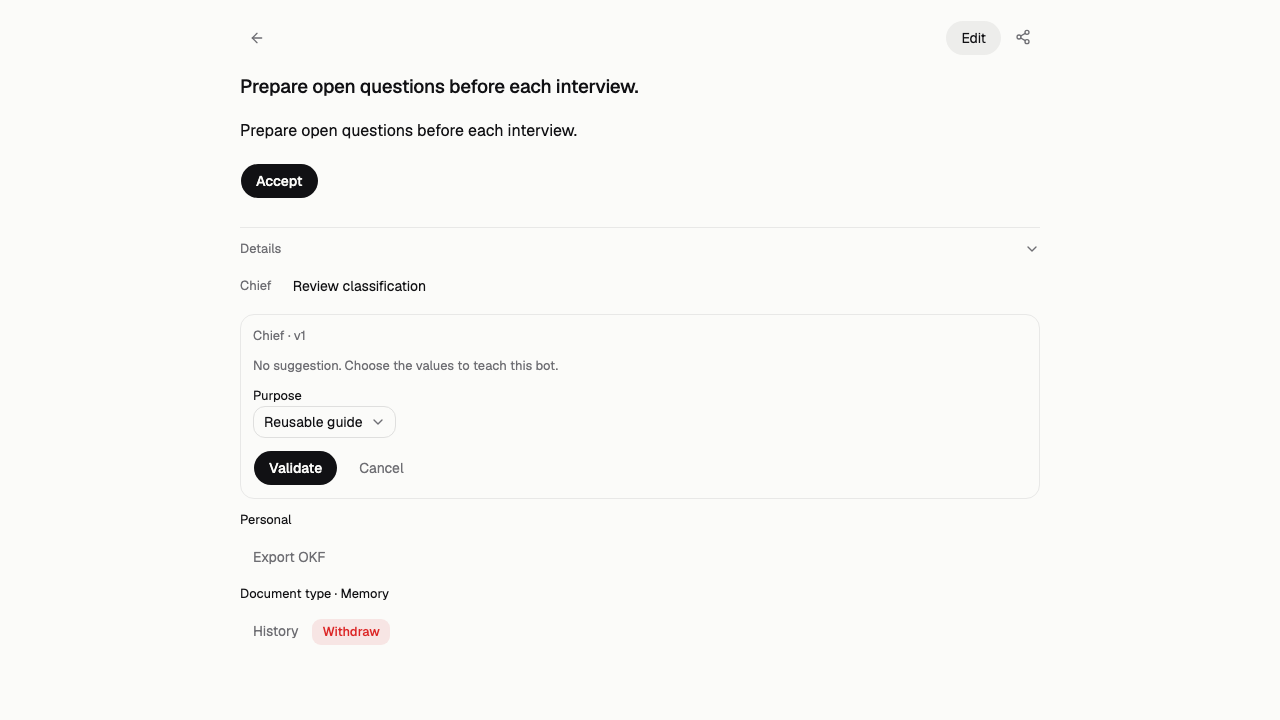 Edit
Prepare open questions before each interview.
Prepare open questions before each interview.
Accept
Details
Chief Review classification
Chief · v1
No suggestion. Choose the values to teach this bot.
Purpose
Reusable guide
Validate Cancel
Personal
Export OKF
Document type · Memory
History Withdraw